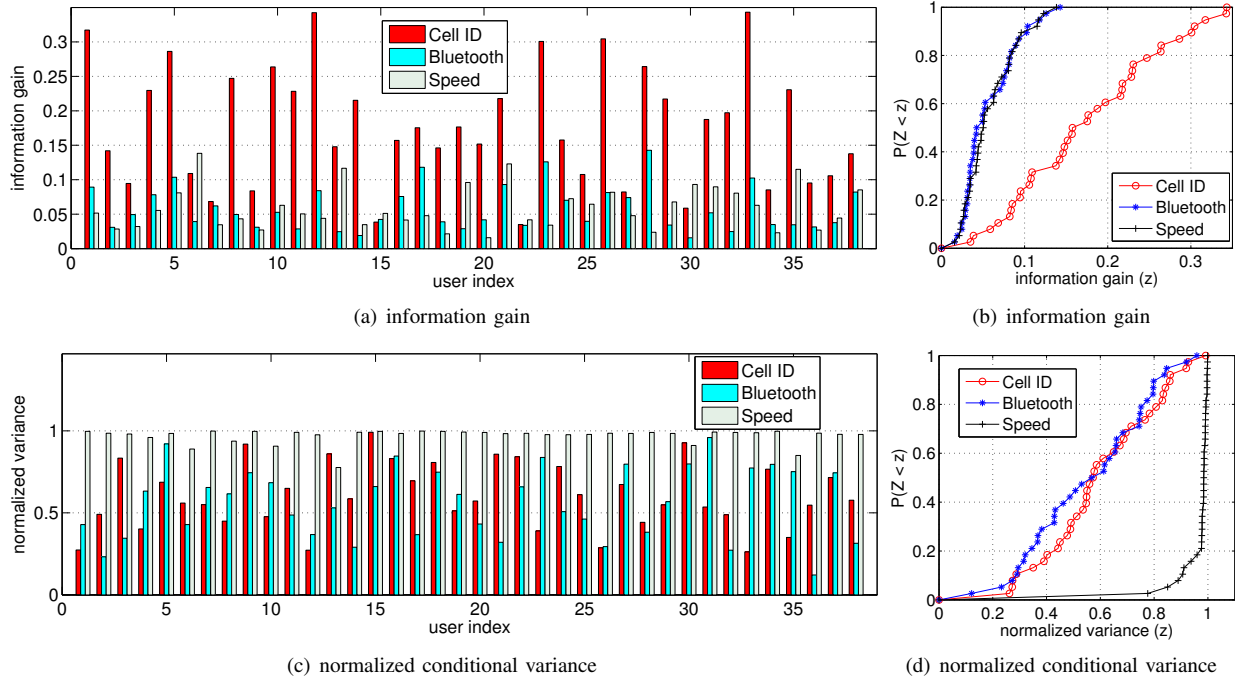 information gain
0.3
0.25
0.2
0.15
0.1
0.05
0
Cell ID
Bluetooth
Speed
0 5 10 15 20 25 30 35
user index
(a) information gain
P(Z < z)
1
0.8
0.6
0.4
0.2
0
Cell ID
Bluetooth
Speed
0 0.1 0.2 0.3
information gain (z)
(b) information gain
normalized variance
1
0.5
0
Cell ID
Bluetooth
Speed
0 5 10 15 20 25 30 35
user index
(c) normalized conditional variance
P(Z < z)
1
0.8
0.6
0.4
0.2
0
Cell ID
Bluetooth
Speed
0 0.2 0.4 0.6 0.8 1
normalized variance (z)
(d) normalized conditional variance